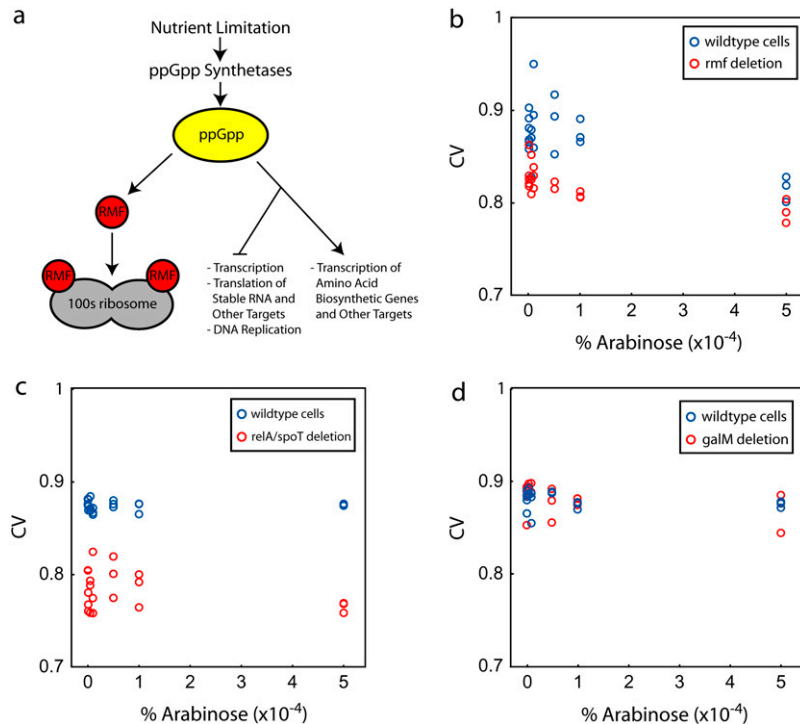 a
Nutrient Limitation
ppGpp Synthetases
ppGpp
RMF
RMF
RMF
100s ribosome
- Transcription
- Translation of
Stable RNA and
Other Targets
- DNA Replication
- Transcription of
Amino Acid
Biosynthetic Genes
and Other Targets
b
wildtype cells
rmf deletion
1
0.9
0.8
0.7
CV
0 1 2 3 4 5
% Arabinose (x10-4)
c
wildtype cells
relA/spoT deletion
1
0.9
0.8
0.7
CV
0 1 2 3 4 5
% Arabinose (x10-4)
d
wildtype cells
galM deletion
1
0.9
0.8
0.7
CV
0 1 2 3 4 5
% Arabinose (x10-4)